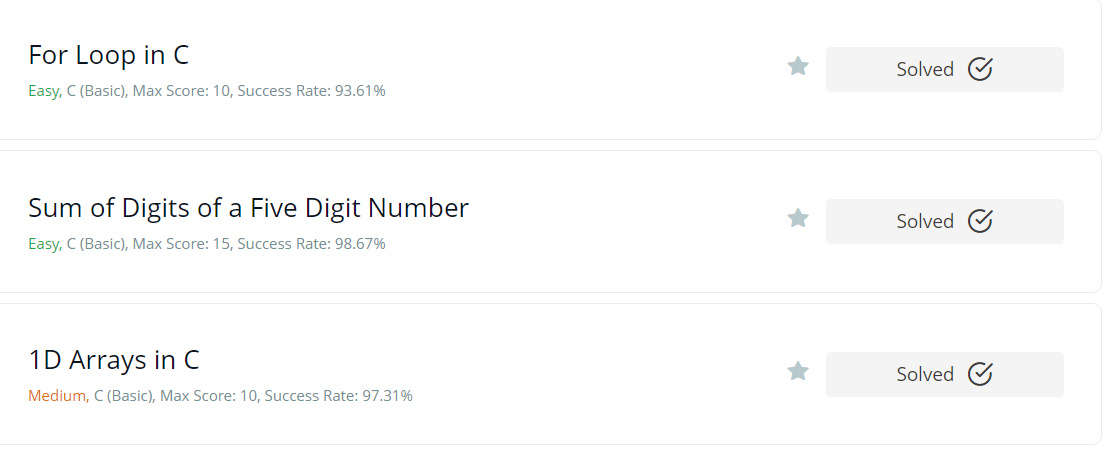 For Loop in C
Easy, C (Basic), Max Score: 10, Success Rate: 93.61%
Solved
Sum of Digits of a Five Digit Number
Easy, C (Basic), Max Score: 15, Success Rate: 98.67%
Solved
1D Arrays in C
Medium, C (Basic), Max Score: 10, Success Rate: 97.31%
Solved